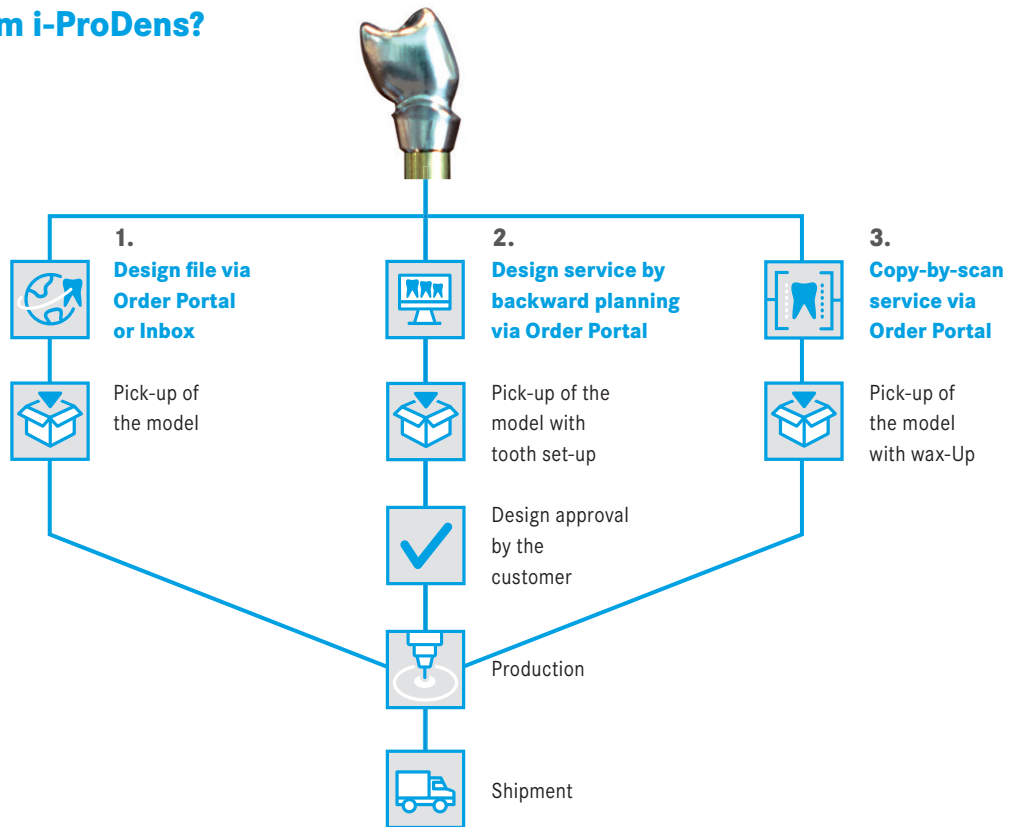 m i-ProDens?
1.
Design file via
Order Portal
or Inbox
Pick-up of
the model
2.
Design service by
backward planning
via Order Portal
Pick-up of the
model with
tooth set-up
Design approval
by the
customer
Production
Shipment
3.
Copy-by-scan
service via
Order Portal
Pick-up of
the model
with wax-Up